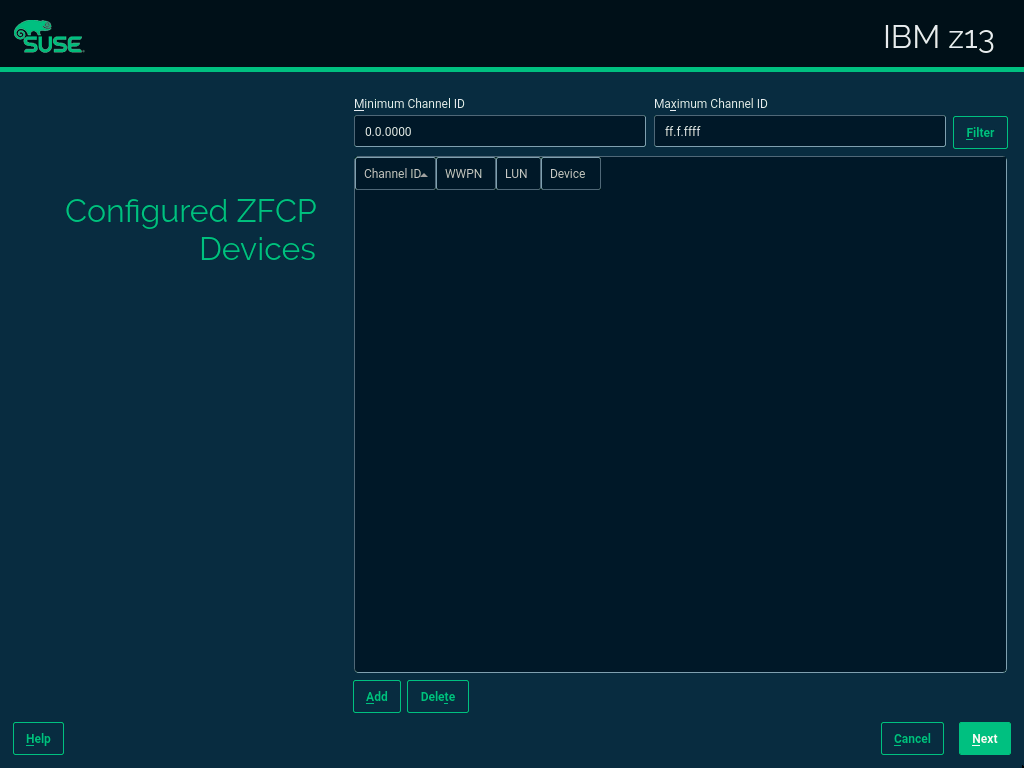 SUSE
IBM z13
Minimum Channel ID
Maximum Channel ID
0.0.0000
ff.f.ffff
Filter
Configured ZFCP
Devices
Channel ID WWPN LUN Device
Add Delete
Help
Cancel Next